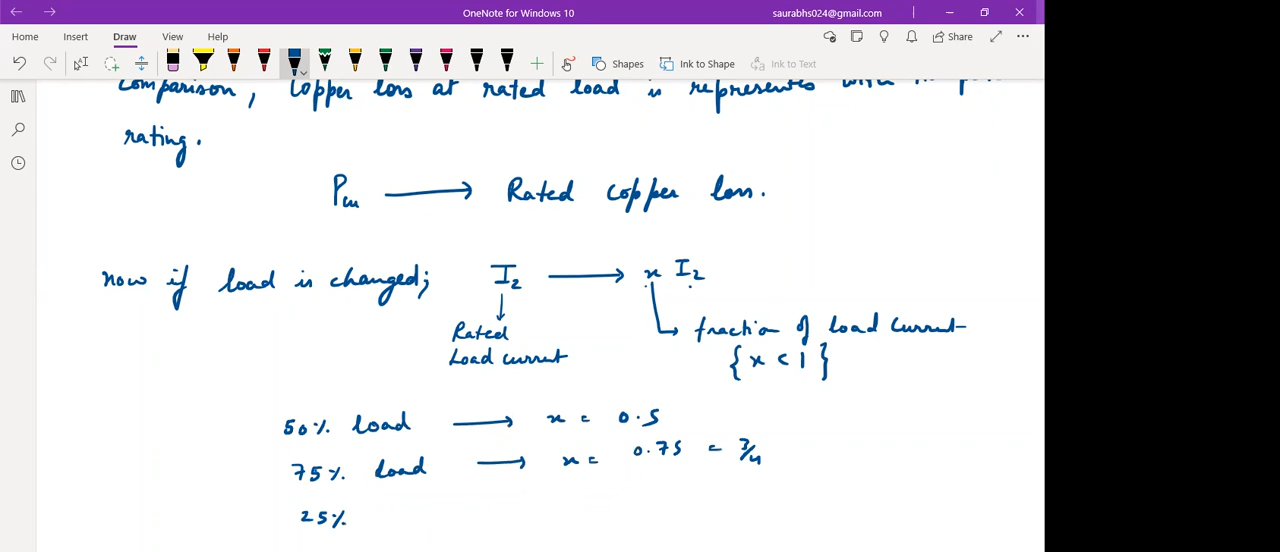 OneNote for Windows 10
saurabhs024@gmail.com
Home Insert Draw View Help
Shapes Ink to Shape Ink to Text Share
Comparison, Copper loss at rated load is represents with
rating.
Pcu → Rated copper loss.
now if load is changed; I2 → x I2
Rated
Load current
fraction of load current
{x < 1}
50% load → x = 0.5
75% load → x = 0.75 = 3/4
25%